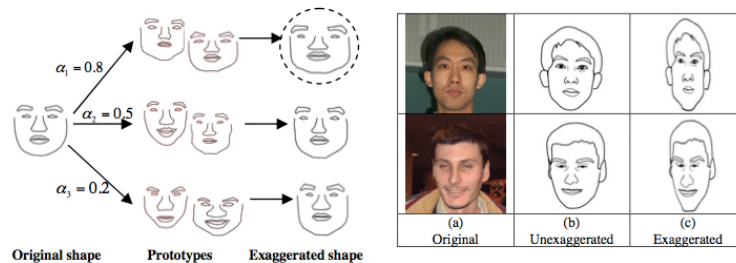 α₁ = 0.8
α₂ = 0.5
α₃ = 0.2
Original shape Prototypes Exaggerated shape
(a) (b) (c)
Original Unexaggerated Exaggerated